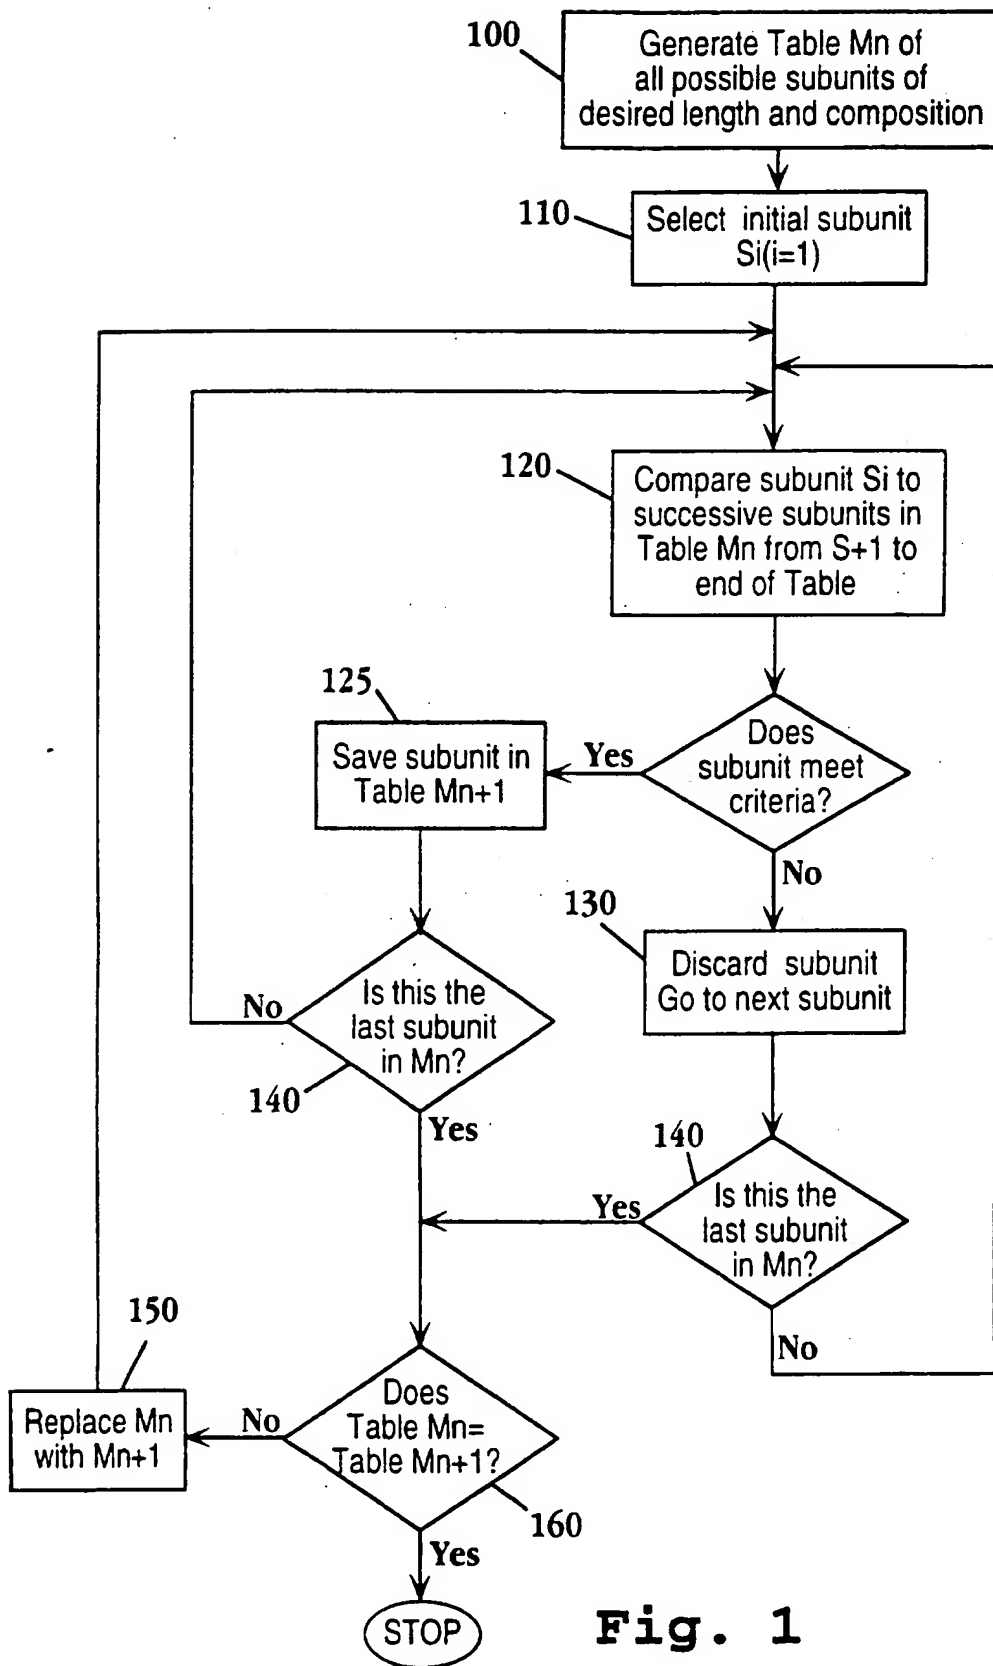 100
Generate Table Mn of
all possible subunits of
desired length and composition
110
Select initial subunit
Si(i=1)
120
Compare subunit Si to
successive subunits in
Table Mn from S+1 to
end of Table
125
Save subunit in
Table Mn+1
Yes
Does
subunit meet
criteria?
No
130
Discard subunit
Go to next subunit
No
Is this the
last subunit
in Mn?
140
Yes
140
Yes
Is this the
last subunit
in Mn?
No
150
Replace Mn
with Mn+1
No
Does
Table Mn=
Table Mn+1?
160
Yes
STOP
Fig. 1